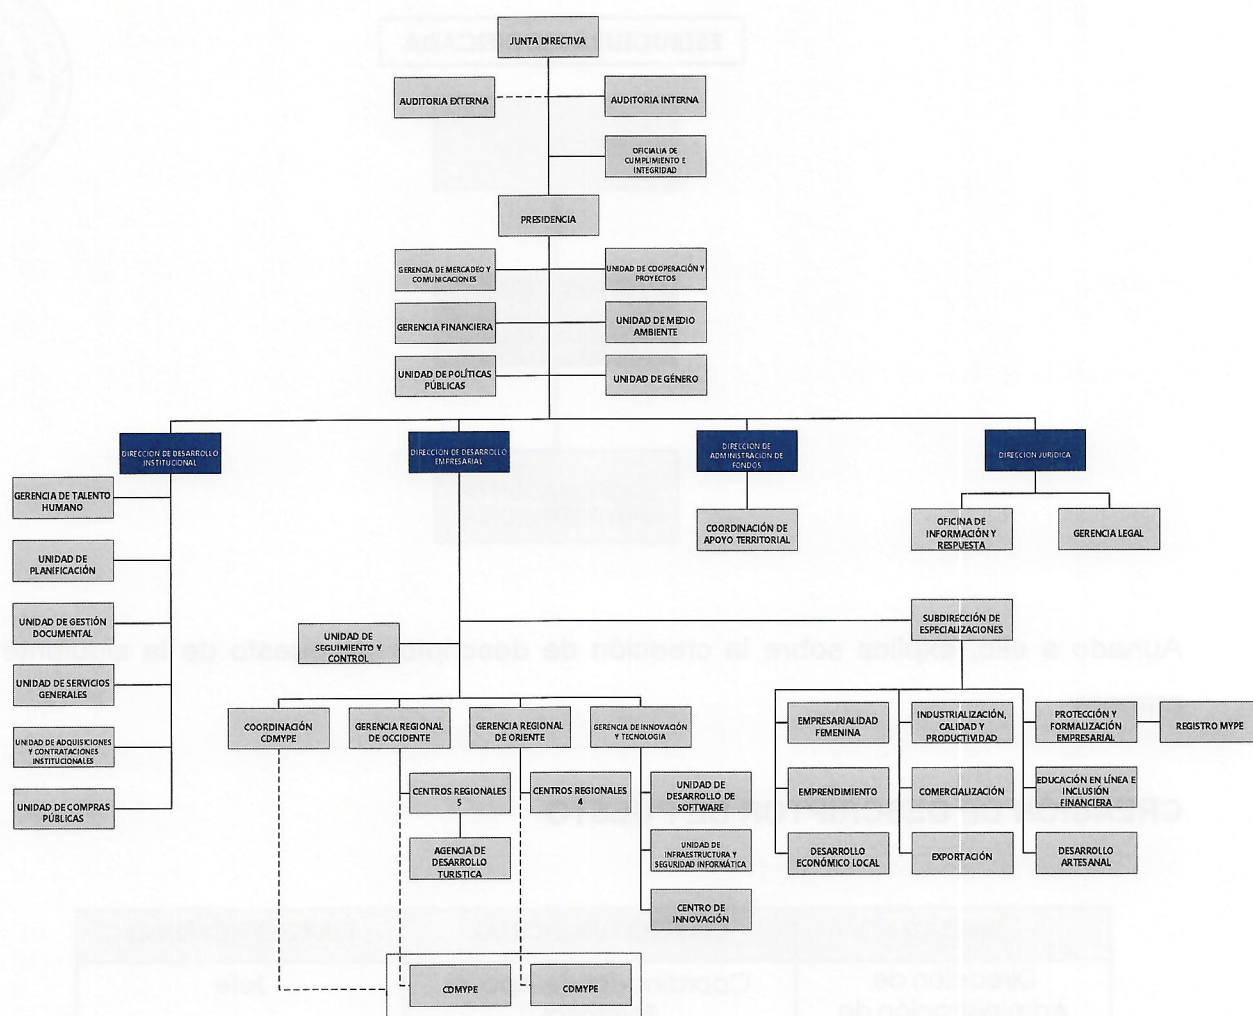 JUNTA DIRECTIVA
AUDITORIA EXTERNA
AUDITORIA INTERNA
OFICIALIA DE
CUMPLIMIENTO E
INTEGRIDAD
PRESIDENCIA
GERENCIA DE MERCADEO Y
COMUNICACIONES
UNIDAD DE COOPERACIÓN Y
PROYECTOS
GERENCIA FINANCIERA
UNIDAD DE MEDIO
AMBIENTE
UNIDAD DE POLÍTICAS
PÚBLICAS
UNIDAD DE GÉNERO
DIRECCION DE DESARROLLO
INSTITUCIONAL
DIRECCION DE DESARROLLO
EMPRESARIAL
DIRECCION DE
ADMINISTRACION DE
FONDOS
DIRECCION JURÍDICA
GERENCIA DE TALENTO
HUMANO
UNIDAD DE
PLANIFICACIÓN
UNIDAD DE GESTIÓN
DOCUMENTAL
UNIDAD DE SERVICIOS
GENERALES
UNIDAD DE ADQUISICIONES
Y CONTRATACIONES
INSTITUCIONALES
UNIDAD DE COMPRAS
PÚBLICAS
COORDINACIÓN DE
APOYO TERRITORIAL
OFICINA DE
INFORMACIÓN Y
RESPUESTA
GERENCIA LEGAL
UNIDAD DE
SEGUIMIENTO Y
CONTROL
SUBDIRECCIÓN DE
ESPECIALIZACIONES
COORDINACIÓN
CDMYPE
GERENCIA REGIONAL
DE OCCIDENTE
GERENCIA REGIONAL
DE ORIENTE
GERENCIA DE INNOVACIÓN
Y TECNOLOGIA
CENTROS REGIONALES
5
CENTROS REGIONALES
4
AGENCIA DE
DESARROLLO
TURISTICA
UNIDAD DE
DESARROLLO DE
SOFTWARE
UNIDAD DE
INFRAESTRUCTURA Y
SEGURIDAD INFORMÁTICA
CENTRO DE
INNOVACIÓN
CDMYPE
CDMYPE
EMPRESARIALIDAD
FEMENINA
INDUSTRIALIZACIÓN,
CALIDAD Y
PRODUCTIVIDAD
PROTECCIÓN Y
FORMALIZACIÓN
EMPRESARIAL
REGISTRO MYPE
EMPRENDIMIENTO
COMERCIALIZACIÓN
EDUCACIÓN EN LÍNEA E
INCLUSIÓN
FINANCIERA
DESARROLLO
ECONÓMICO LOCAL
EXPORTACIÓN
DESARROLLO
ARTESANAL